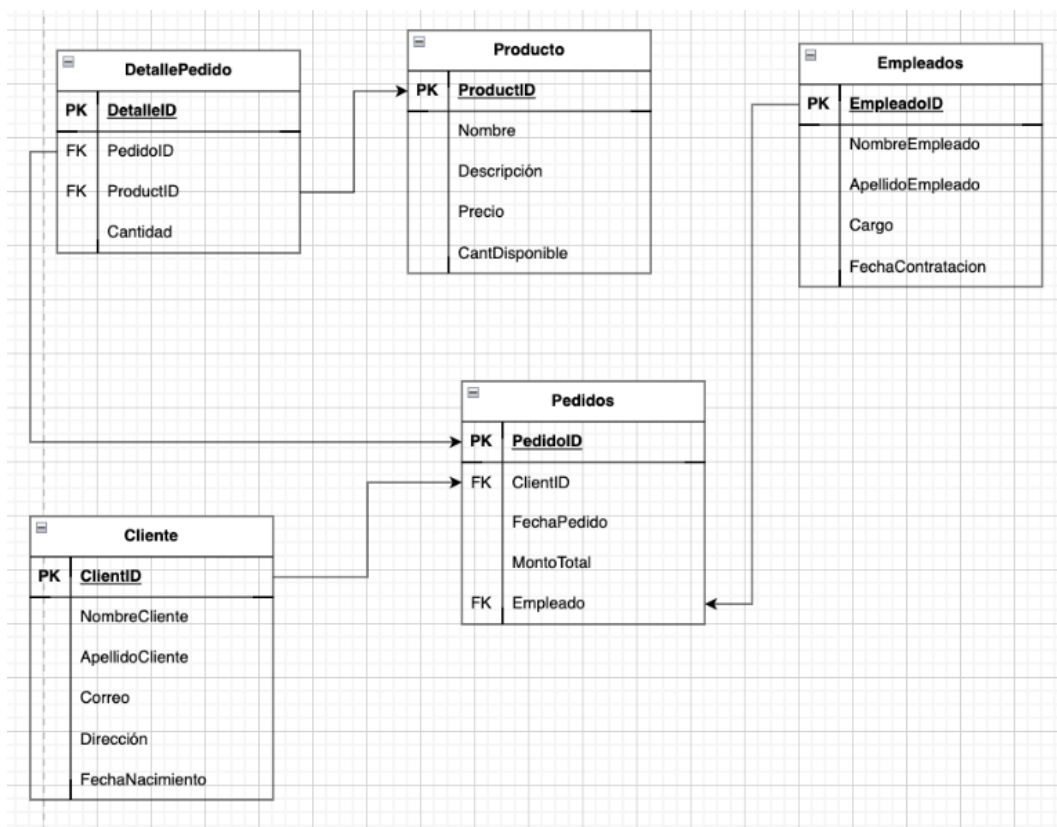 DetallePedido
PK DetalleID
FK PedidoID
FK ProductID
Cantidad
Producto
PK ProductID
Nombre
Descripción
Precio
CantDisponible
Empleados
PK EmpleadoID
NombreEmpleado
ApellidoEmpleado
Cargo
FechaContratacion
Pedidos
PK PedidoID
FK ClientID
FechaPedido
MontoTotal
FK Empleado
Cliente
PK ClientID
NombreCliente
ApellidoCliente
Correo
Dirección
FechaNacimiento